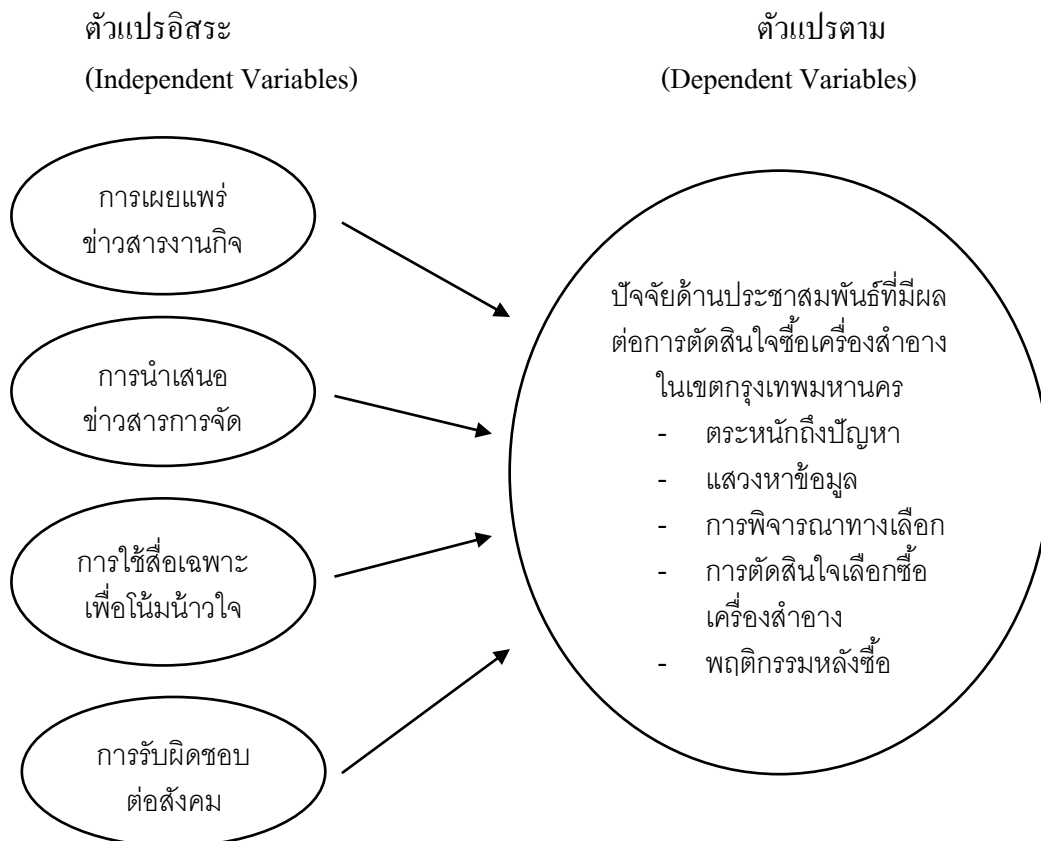 ตัวแปรอิสระ
(Independent Variables)
ตัวแปรตาม
(Dependent Variables)
การเผยแพร่
ข่าวสารงานกิจ
การนำเสนอ
ข่าวสารการจัด
การใช้สื่อเฉพาะ
เพื่อโน้มน้าวใจ
การรับผิดชอบ
ต่อสังคม
ปัจจัยด้านประชาสมพันธ์ที่มีผล
ต่อการตัดสินใจซื้อเครื่องสำอาง
ในเขตกรุงเทพมหานคร
- ตระหนักถึงปัญหา
- แสวงหาข้อมูล
- การพิจารณาทางเลือก
- การตัดสินใจเลือกซื้อ
เครื่องสำอาง
- พฤติกรรมหลังซื้อ